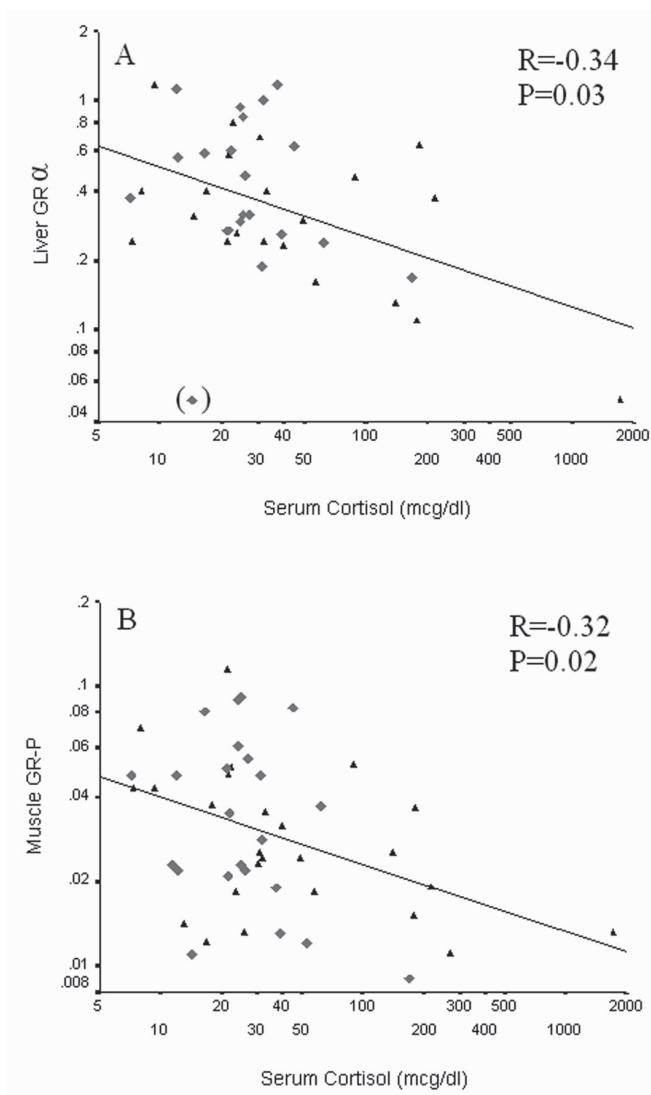 A
R=-0.34
P=0.03
Liver GR α
2
1
.8
.6
.4
.2
.1
.08
.06
.04
( )
5 20 40 100 300 500 2000
10 30 50 200 400 1000
Serum Cortisol (mcg/dl)
B
R=-0.32
P=0.02
Muscle GR-P
.2
.1
.08
.06
.04
.02
.01
.008
5 20 40 100 300 500 2000
10 30 50 200 400 1000
Serum Cortisol (mcg/dl)